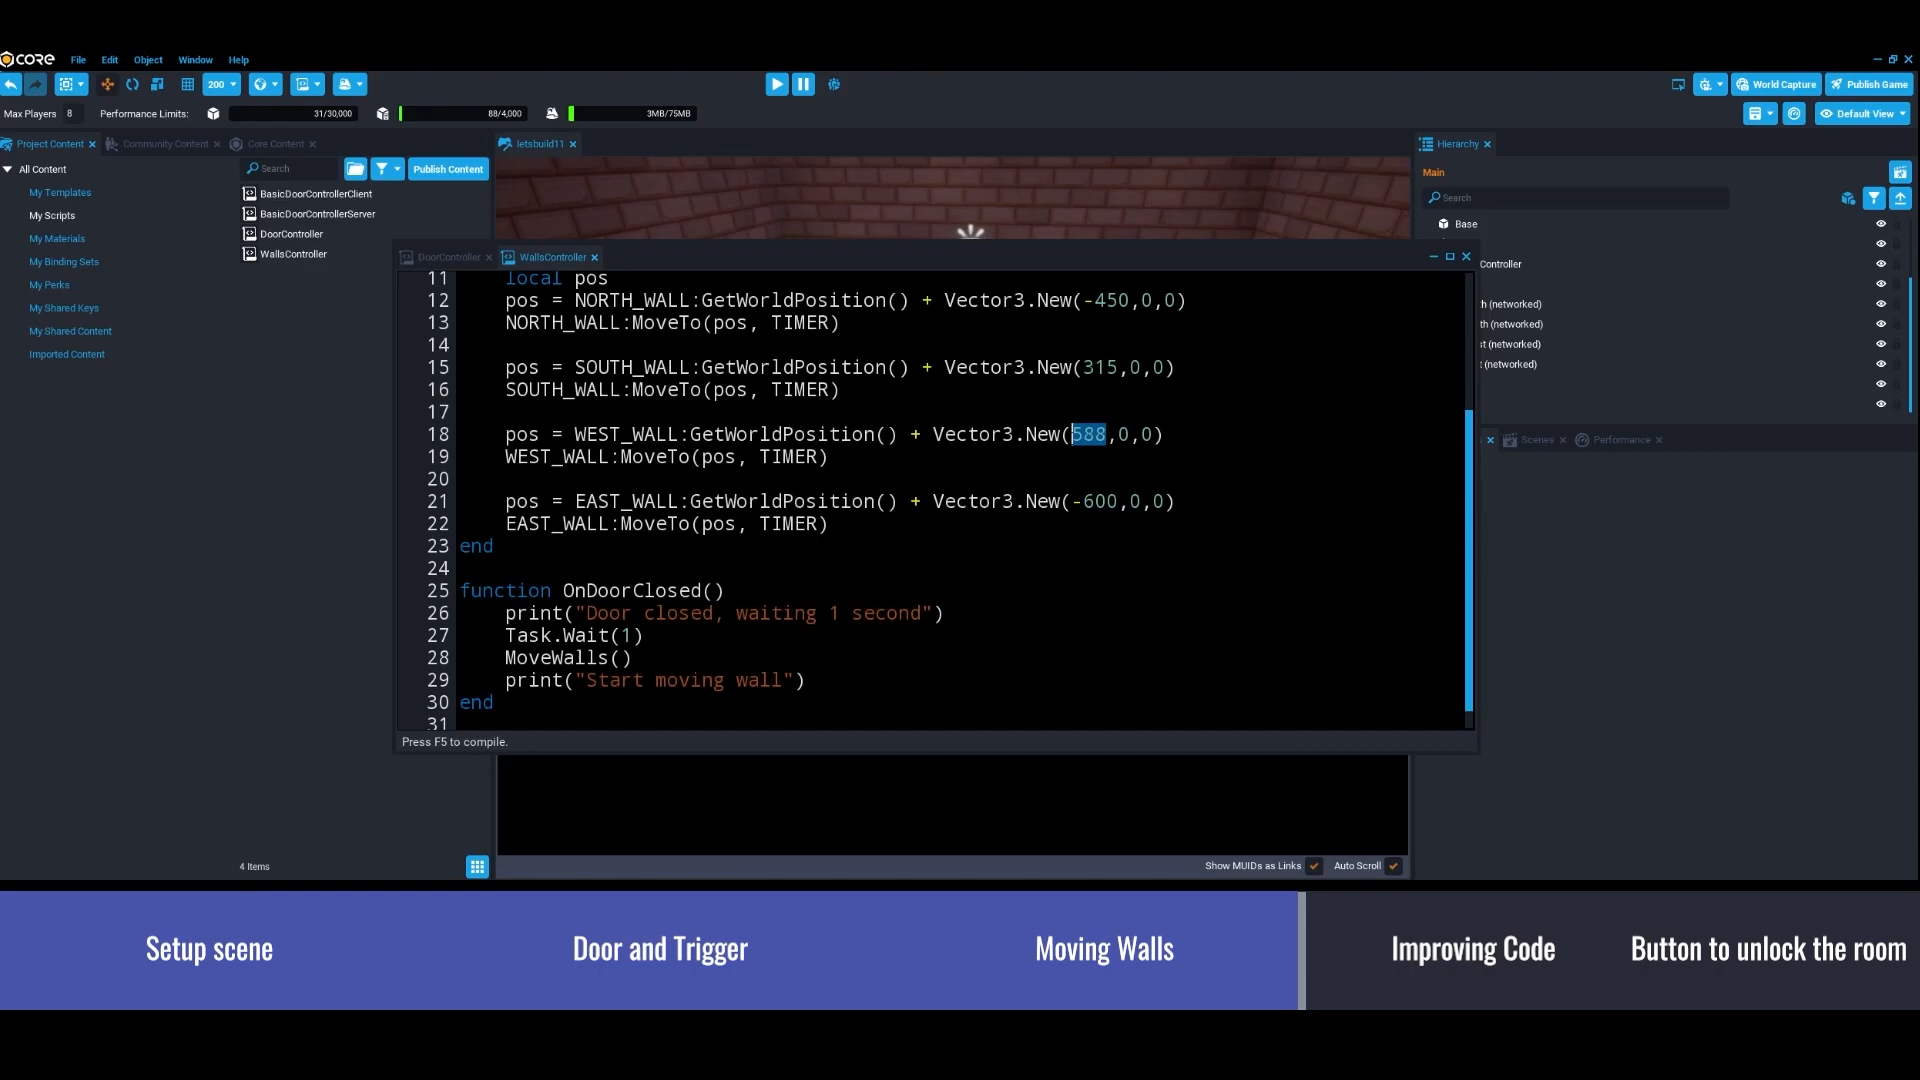 CORE
File Edit Object Window Help
200
World Capture
Publish Game
Max Players 8 Performance Limits: 31/30,000 88/4,000 3MB/75MB
Default View
Project Content
Community Content
Core Content
letsbuild11
Hierarchy
All Content
Search
Publish Content
Main
My Templates
My Scripts
My Materials
My Binding Sets
My Perks
My Shared Keys
My Shared Content
Imported Content
BasicDoorControllerClient
BasicDoorControllerServer
DoorController
WallsController
Search
Base
Controller
th (networked)
th (networked)
st (networked)
t (networked)
Scenes
Performance
DoorController
WallsController
11 local pos
12 pos = NORTH_WALL:GetWorldPosition() + Vector3.New(-450,0,0)
13 NORTH_WALL:MoveTo(pos, TIMER)
14
15 pos = SOUTH_WALL:GetWorldPosition() + Vector3.New(315,0,0)
16 SOUTH_WALL:MoveTo(pos, TIMER)
17
18 pos = WEST_WALL:GetWorldPosition() + Vector3.New(588,0,0)
19 WEST_WALL:MoveTo(pos, TIMER)
20
21 pos = EAST_WALL:GetWorldPosition() + Vector3.New(-600,0,0)
22 EAST_WALL:MoveTo(pos, TIMER)
23 end
24
25 function OnDoorClosed()
26 print("Door closed, waiting 1 second")
27 Task.Wait(1)
28 MoveWalls()
29 print("Start moving wall")
30 end
31
Press F5 to compile.
4 Items
Show MUIDs as Links
Auto Scroll
Setup scene
Door and Trigger
Moving Walls
Improving Code
Button to unlock the room